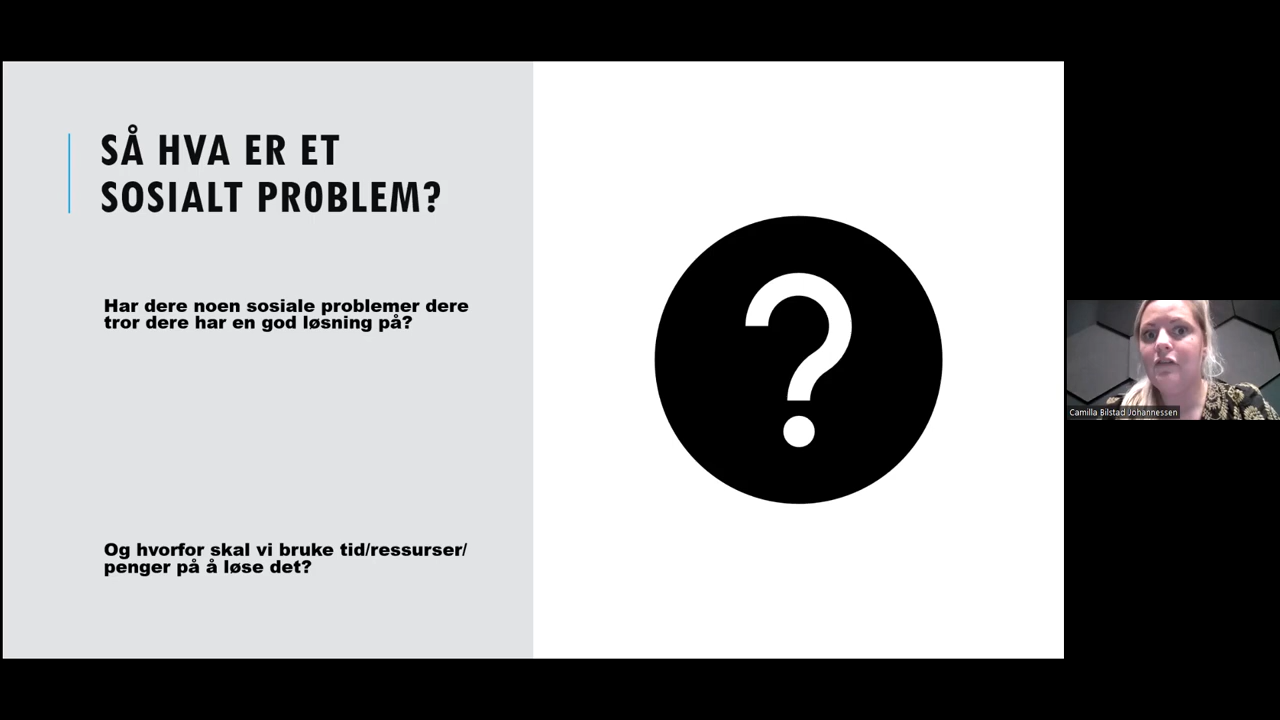 SÅ HVA ER ET
SOSIALT PROBLEM?
Har dere noen sosiale problemer dere
tror dere har en god løsning på?
Og hvorfor skal vi bruke tid/ressurser/
penger på å løse det?
?
Camilla Bilstad Johannessen